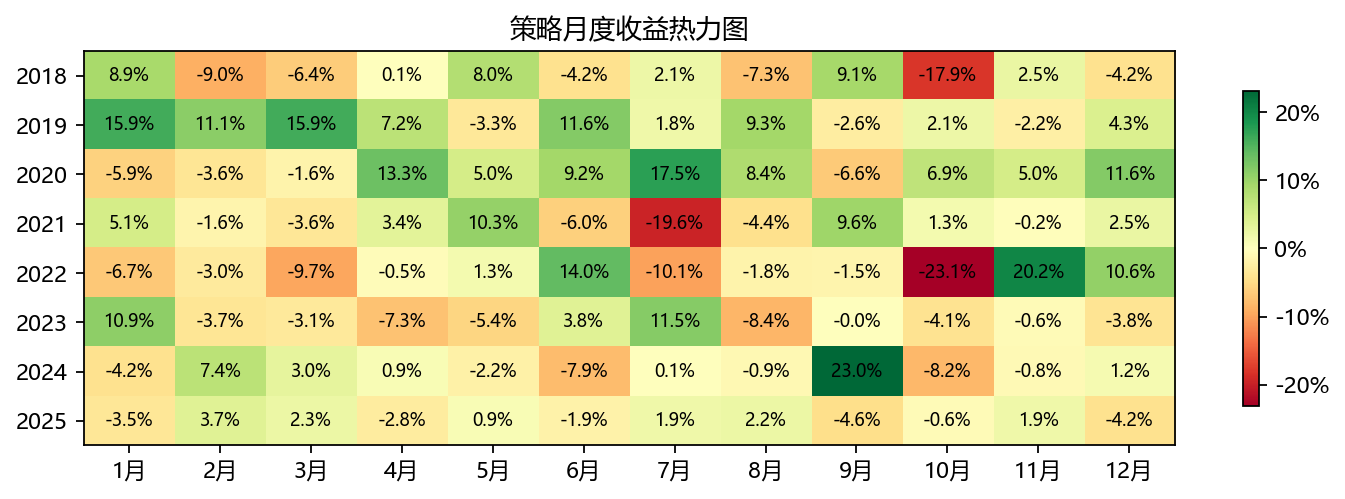 策略月度收益热力图
2018 8.9% -9.0% -6.4% 0.1% 8.0% -4.2% 2.1% -7.3% 9.1% -17.9% 2.5% -4.2%
2019 15.9% 11.1% 15.9% 7.2% -3.3% 11.6% 1.8% 9.3% -2.6% 2.1% -2.2% 4.3%
2020 -5.9% -3.6% -1.6% 13.3% 5.0% 9.2% 17.5% 8.4% -6.6% 6.9% 5.0% 11.6%
2021 5.1% -1.6% -3.6% 3.4% 10.3% -6.0% -19.6% -4.4% 9.6% 1.3% -0.2% 2.5%
2022 -6.7% -3.0% -9.7% -0.5% 1.3% 14.0% -10.1% -1.8% -1.5% -23.1% 20.2% 10.6%
2023 10.9% -3.7% -3.1% -7.3% -5.4% 3.8% 11.5% -8.4% -0.0% -4.1% -0.6% -3.8%
2024 -4.2% 7.4% 3.0% 0.9% -2.2% -7.9% 0.1% -0.9% 23.0% -8.2% -0.8% 1.2%
2025 -3.5% 3.7% 2.3% -2.8% 0.9% -1.9% 1.9% 2.2% -4.6% -0.6% 1.9% -4.2%
1月 2月 3月 4月 5月 6月 7月 8月 9月 10月 11月 12月
20%
10%
0%
-10%
-20%